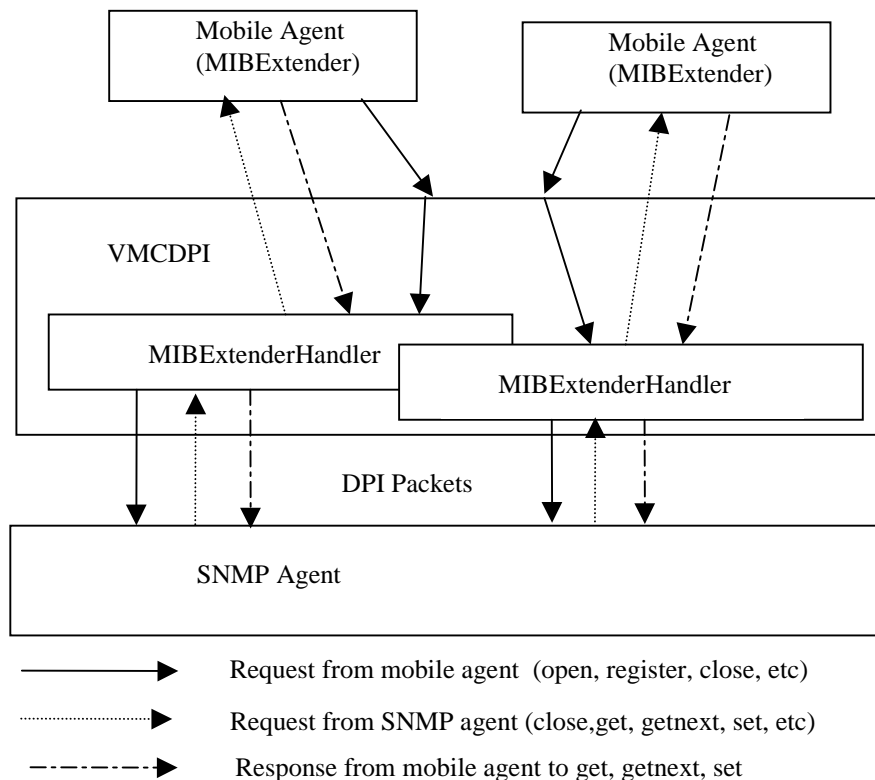 Mobile Agent
(MIBExtender)
Mobile Agent
(MIBExtender)
VMCDPI
MIBExtenderHandler
MIBExtenderHandler
DPI Packets
SNMP Agent
Request from mobile agent  (open, register, close, etc)
Request from SNMP agent (close,get, getnext, set, etc)
Response from mobile agent to get, getnext, set